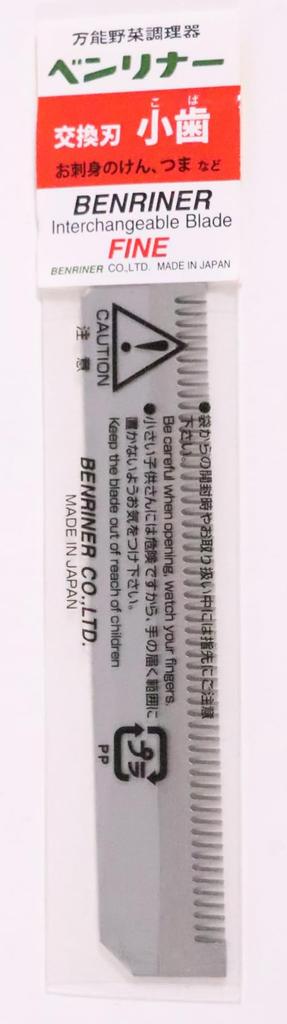 万能野菜調理器
ベンリナー
交換刃 小歯
こ ば
お刺身のけん、つま など
BENRINER
Interchangeable Blade
FINE
BENRINER CO.,LTD. MADE IN JAPAN
CAUTION
注意
●袋からの開封時やお取り扱い中には指先にご注意
下さい。
Be careful when opening, watch your fingers.
●小さい子供さんには危険ですから、手の届く範囲に
置かないようお気をつけ下さい。
Keep the blade out of reach of children
BENRINER CO.,LTD.
MADE IN JAPAN
プラ
PP